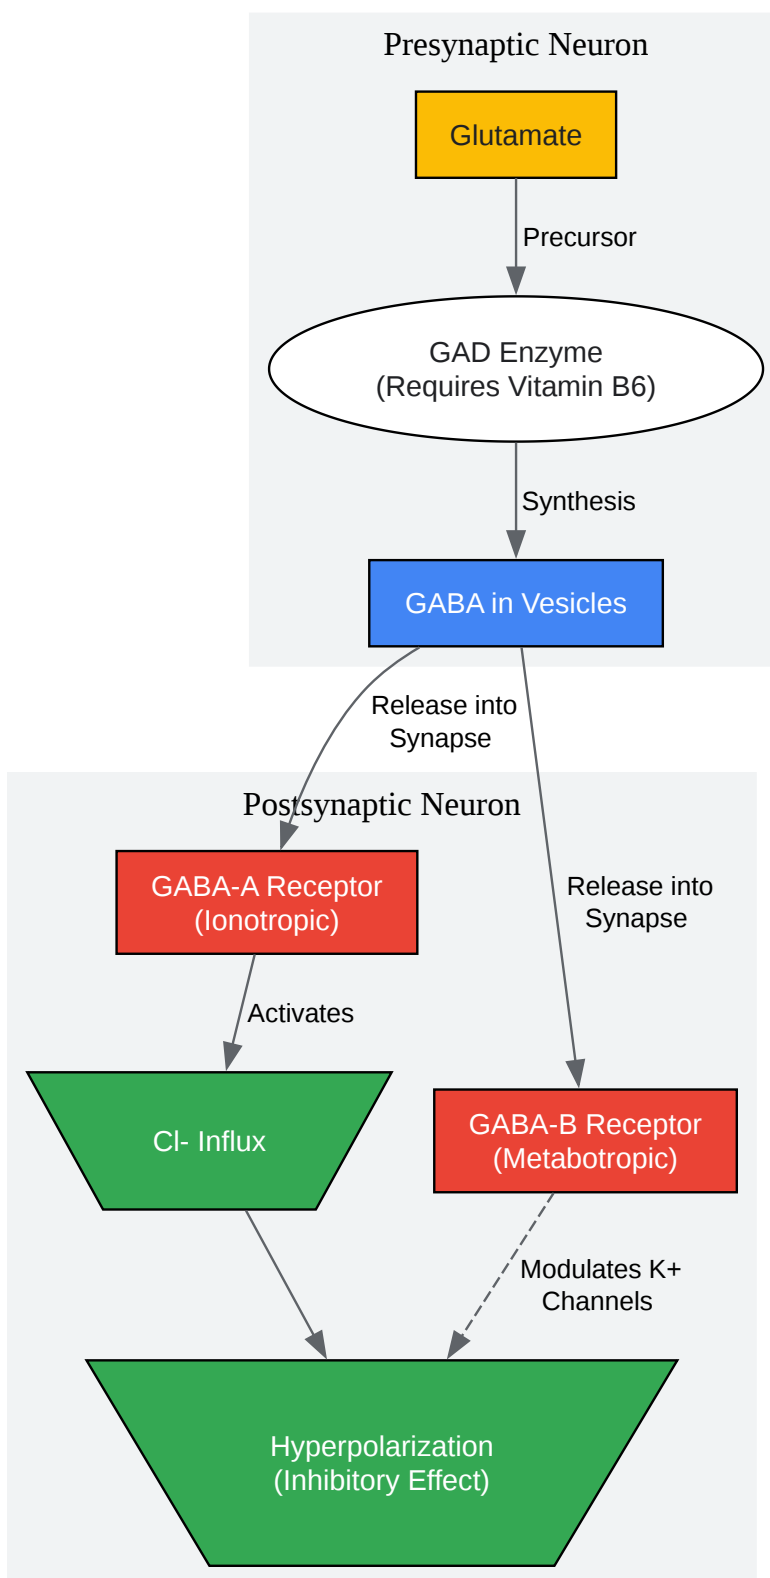 Presynaptic Neuron
Glutamate
Precursor
GAD Enzyme
(Requires Vitamin B6)
Synthesis
GABA in Vesicles
Release into
Synapse
Postsynaptic Neuron
GABA-A Receptor
(Ionotropic)
Release into
Synapse
Activates
Cl- Influx
GABA-B Receptor
(Metabotropic)
Modulates K+
Channels
Hyperpolarization
(Inhibitory Effect)